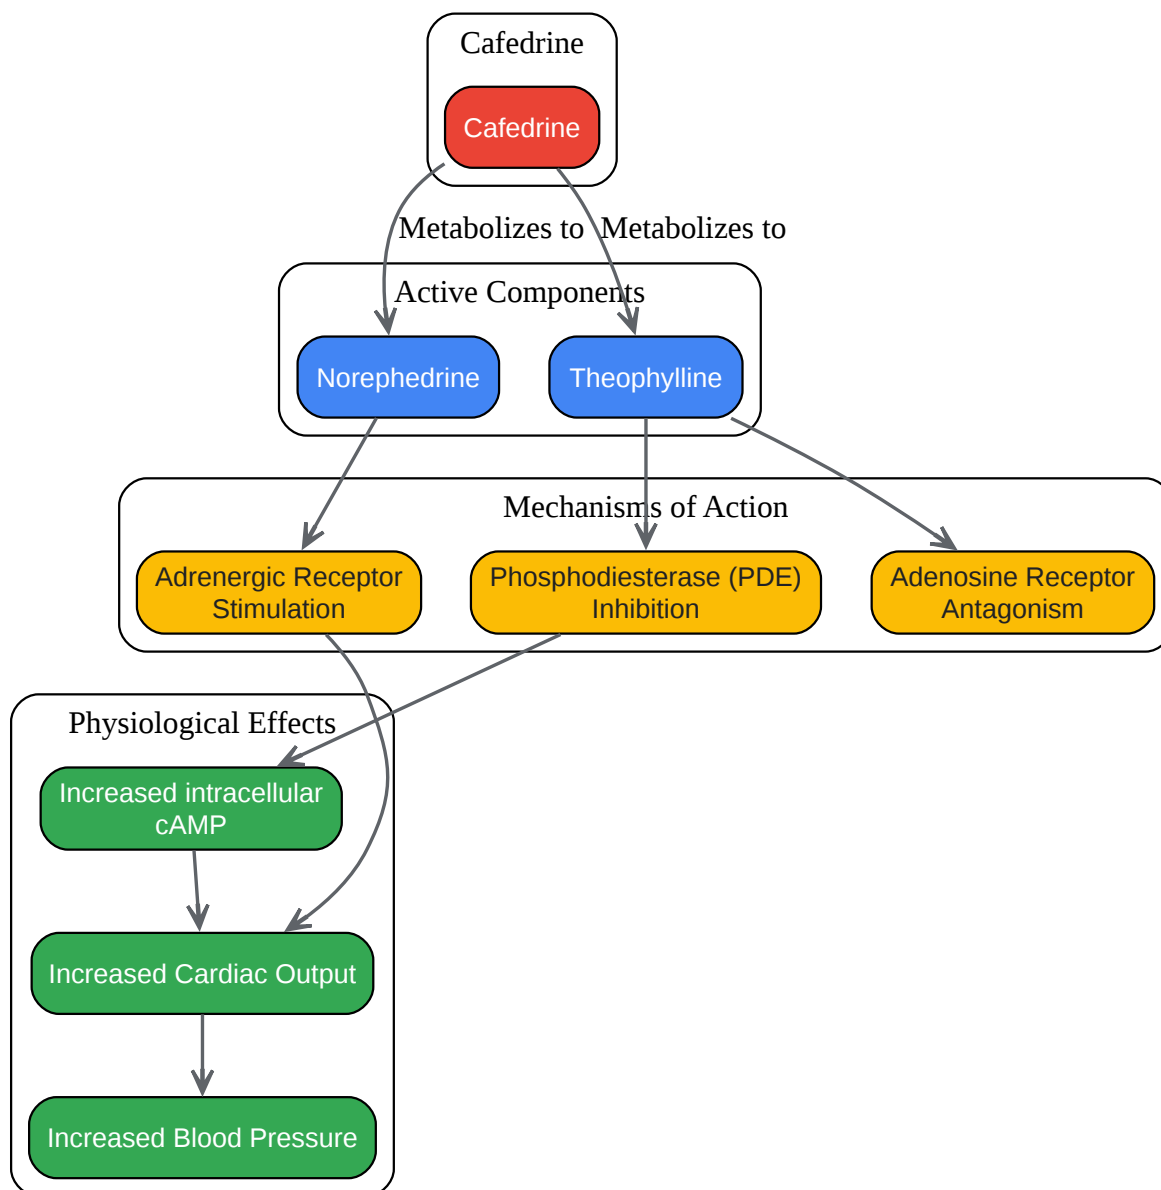 Cafedrine
Cafedrine
Metabolizes to
Metabolizes to
Active Components
Norephedrine
Theophylline
Mechanisms of Action
Adrenergic Receptor
Stimulation
Phosphodiesterase (PDE)
Inhibition
Adenosine Receptor
Antagonism
Physiological Effects
Increased intracellular
cAMP
Increased Cardiac Output
Increased Blood Pressure